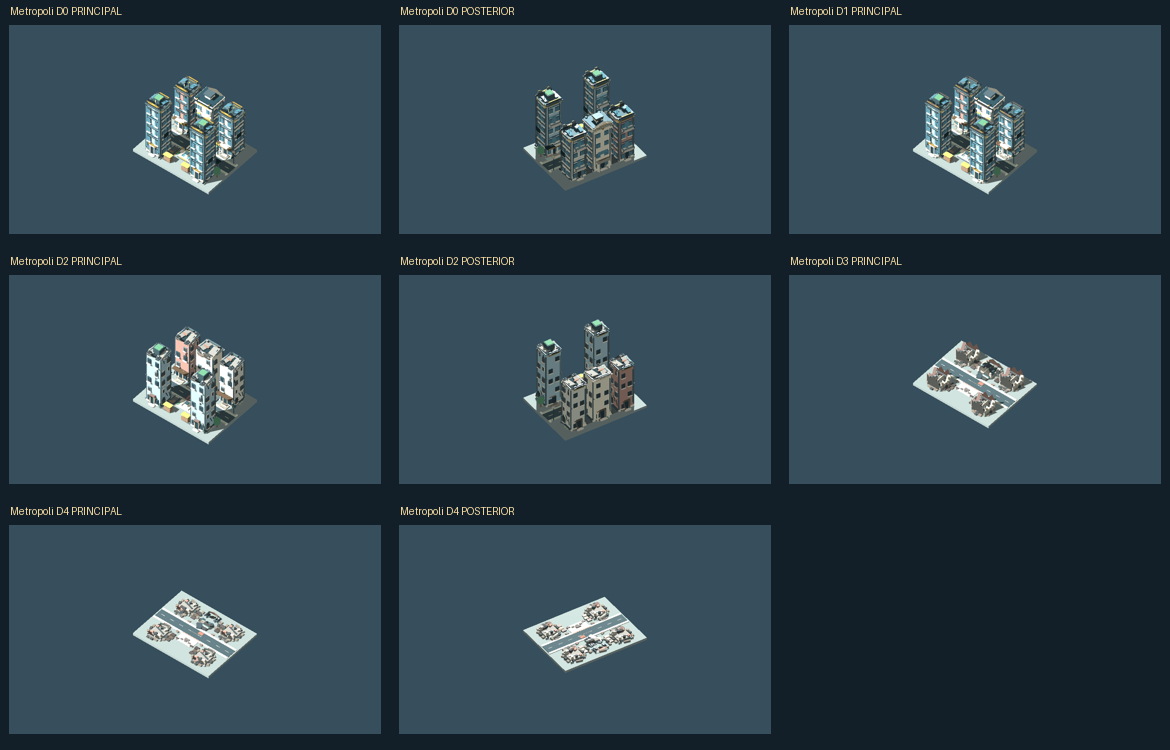 Metropoli D0 PRINCIPAL
Metropoli D0 POSTERIOR
Metropoli D1 PRINCIPAL
Metropoli D2 PRINCIPAL
Metropoli D2 POSTERIOR
Metropoli D3 PRINCIPAL
Metropoli D4 PRINCIPAL
Metropoli D4 POSTERIOR